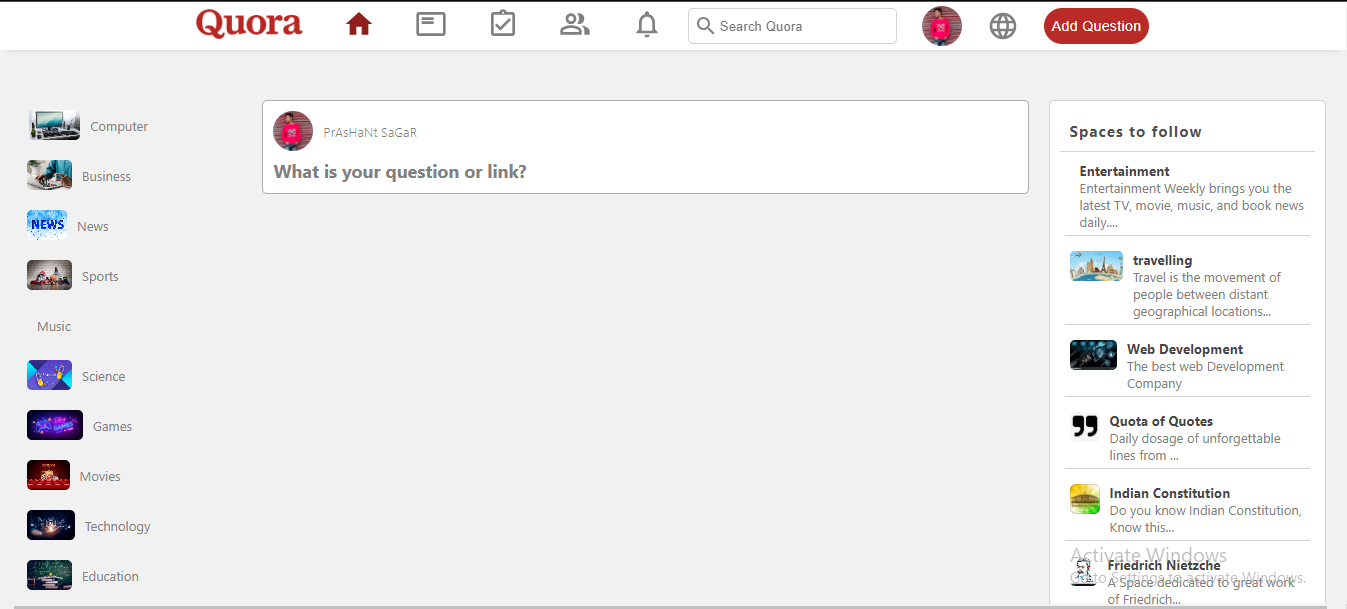 Quora
Search Quora
Add Question
Computer
Business
NEWS
News
Sports
Music
Science
Games
Movies
Technology
Education
PrAsHaNt SaGaR
What is your question or link?
Spaces to follow
Entertainment
Entertainment Weekly brings you the
latest TV, movie, music, and book news
daily....
travelling
Travel is the movement of
people between distant
geographical locations...
Web Development
The best web Development
Company
Quota of Quotes
Daily dosage of unforgettable
lines from ...
Indian Constitution
Do you know Indian Constitution,
Know this...
Activate Windows
Go to Settings to activate Windows.
Friedrich Nietzche
A Space dedicated to great work
of Friedrich...